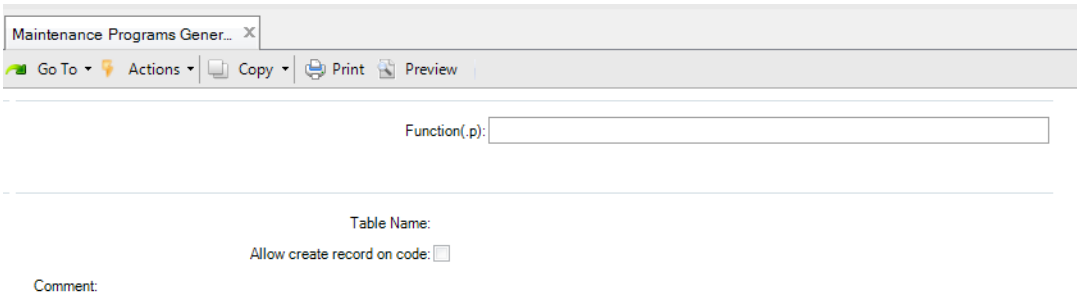 Maintenance Programs Gener...
Go To Actions Copy Print Preview
Function(.p):
Table Name:
Allow create record on code:
Comment: